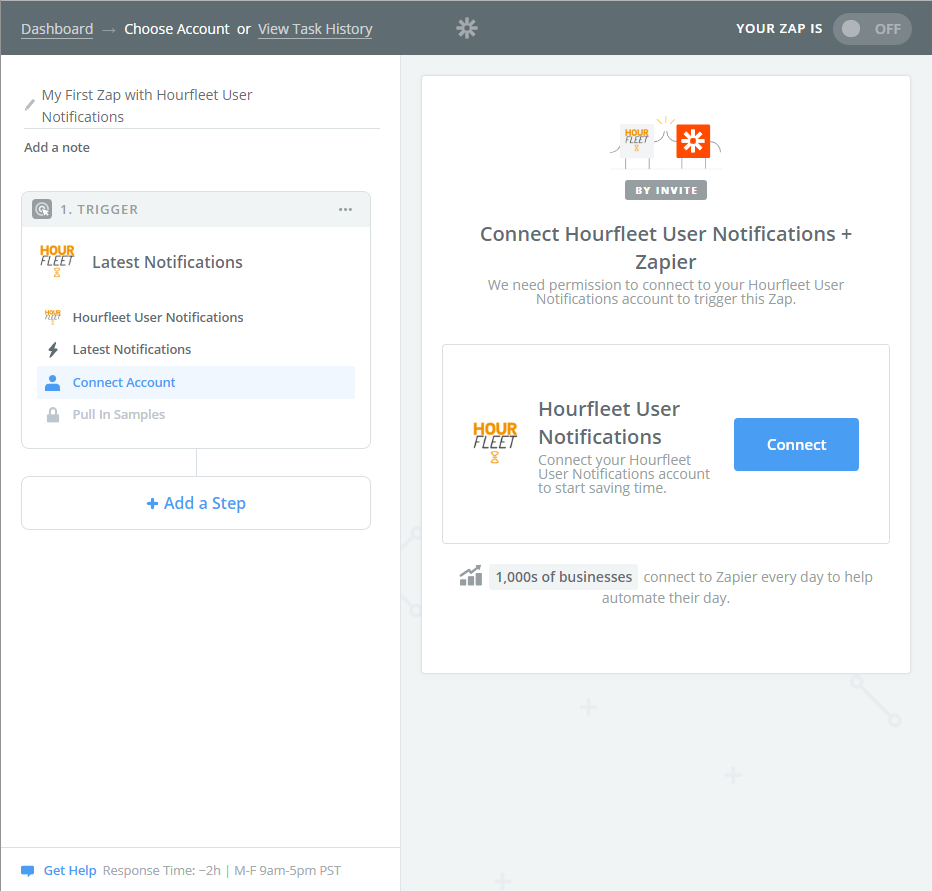 Dashboard → Choose Account or View Task History
YOUR ZAP IS OFF
My First Zap with Hourfleet User
Notifications
Add a note
1. TRIGGER
HOUR
FLEET
Latest Notifications
HOUR
FLEET
Hourfleet User Notifications
Latest Notifications
Connect Account
Pull In Samples
+ Add a Step
Get Help Response Time: ~2h | M-F 9am-5pm PST
HOUR
FLEET
BY INVITE
Connect Hourfleet User Notifications +
Zapier
We need permission to connect to your Hourfleet User
Notifications account to trigger this Zap.
HOUR
FLEET
Hourfleet User
Notifications
Connect your Hourfleet
User Notifications account
to start saving time.
Connect
1,000s of businesses connect to Zapier every day to help
automate their day.